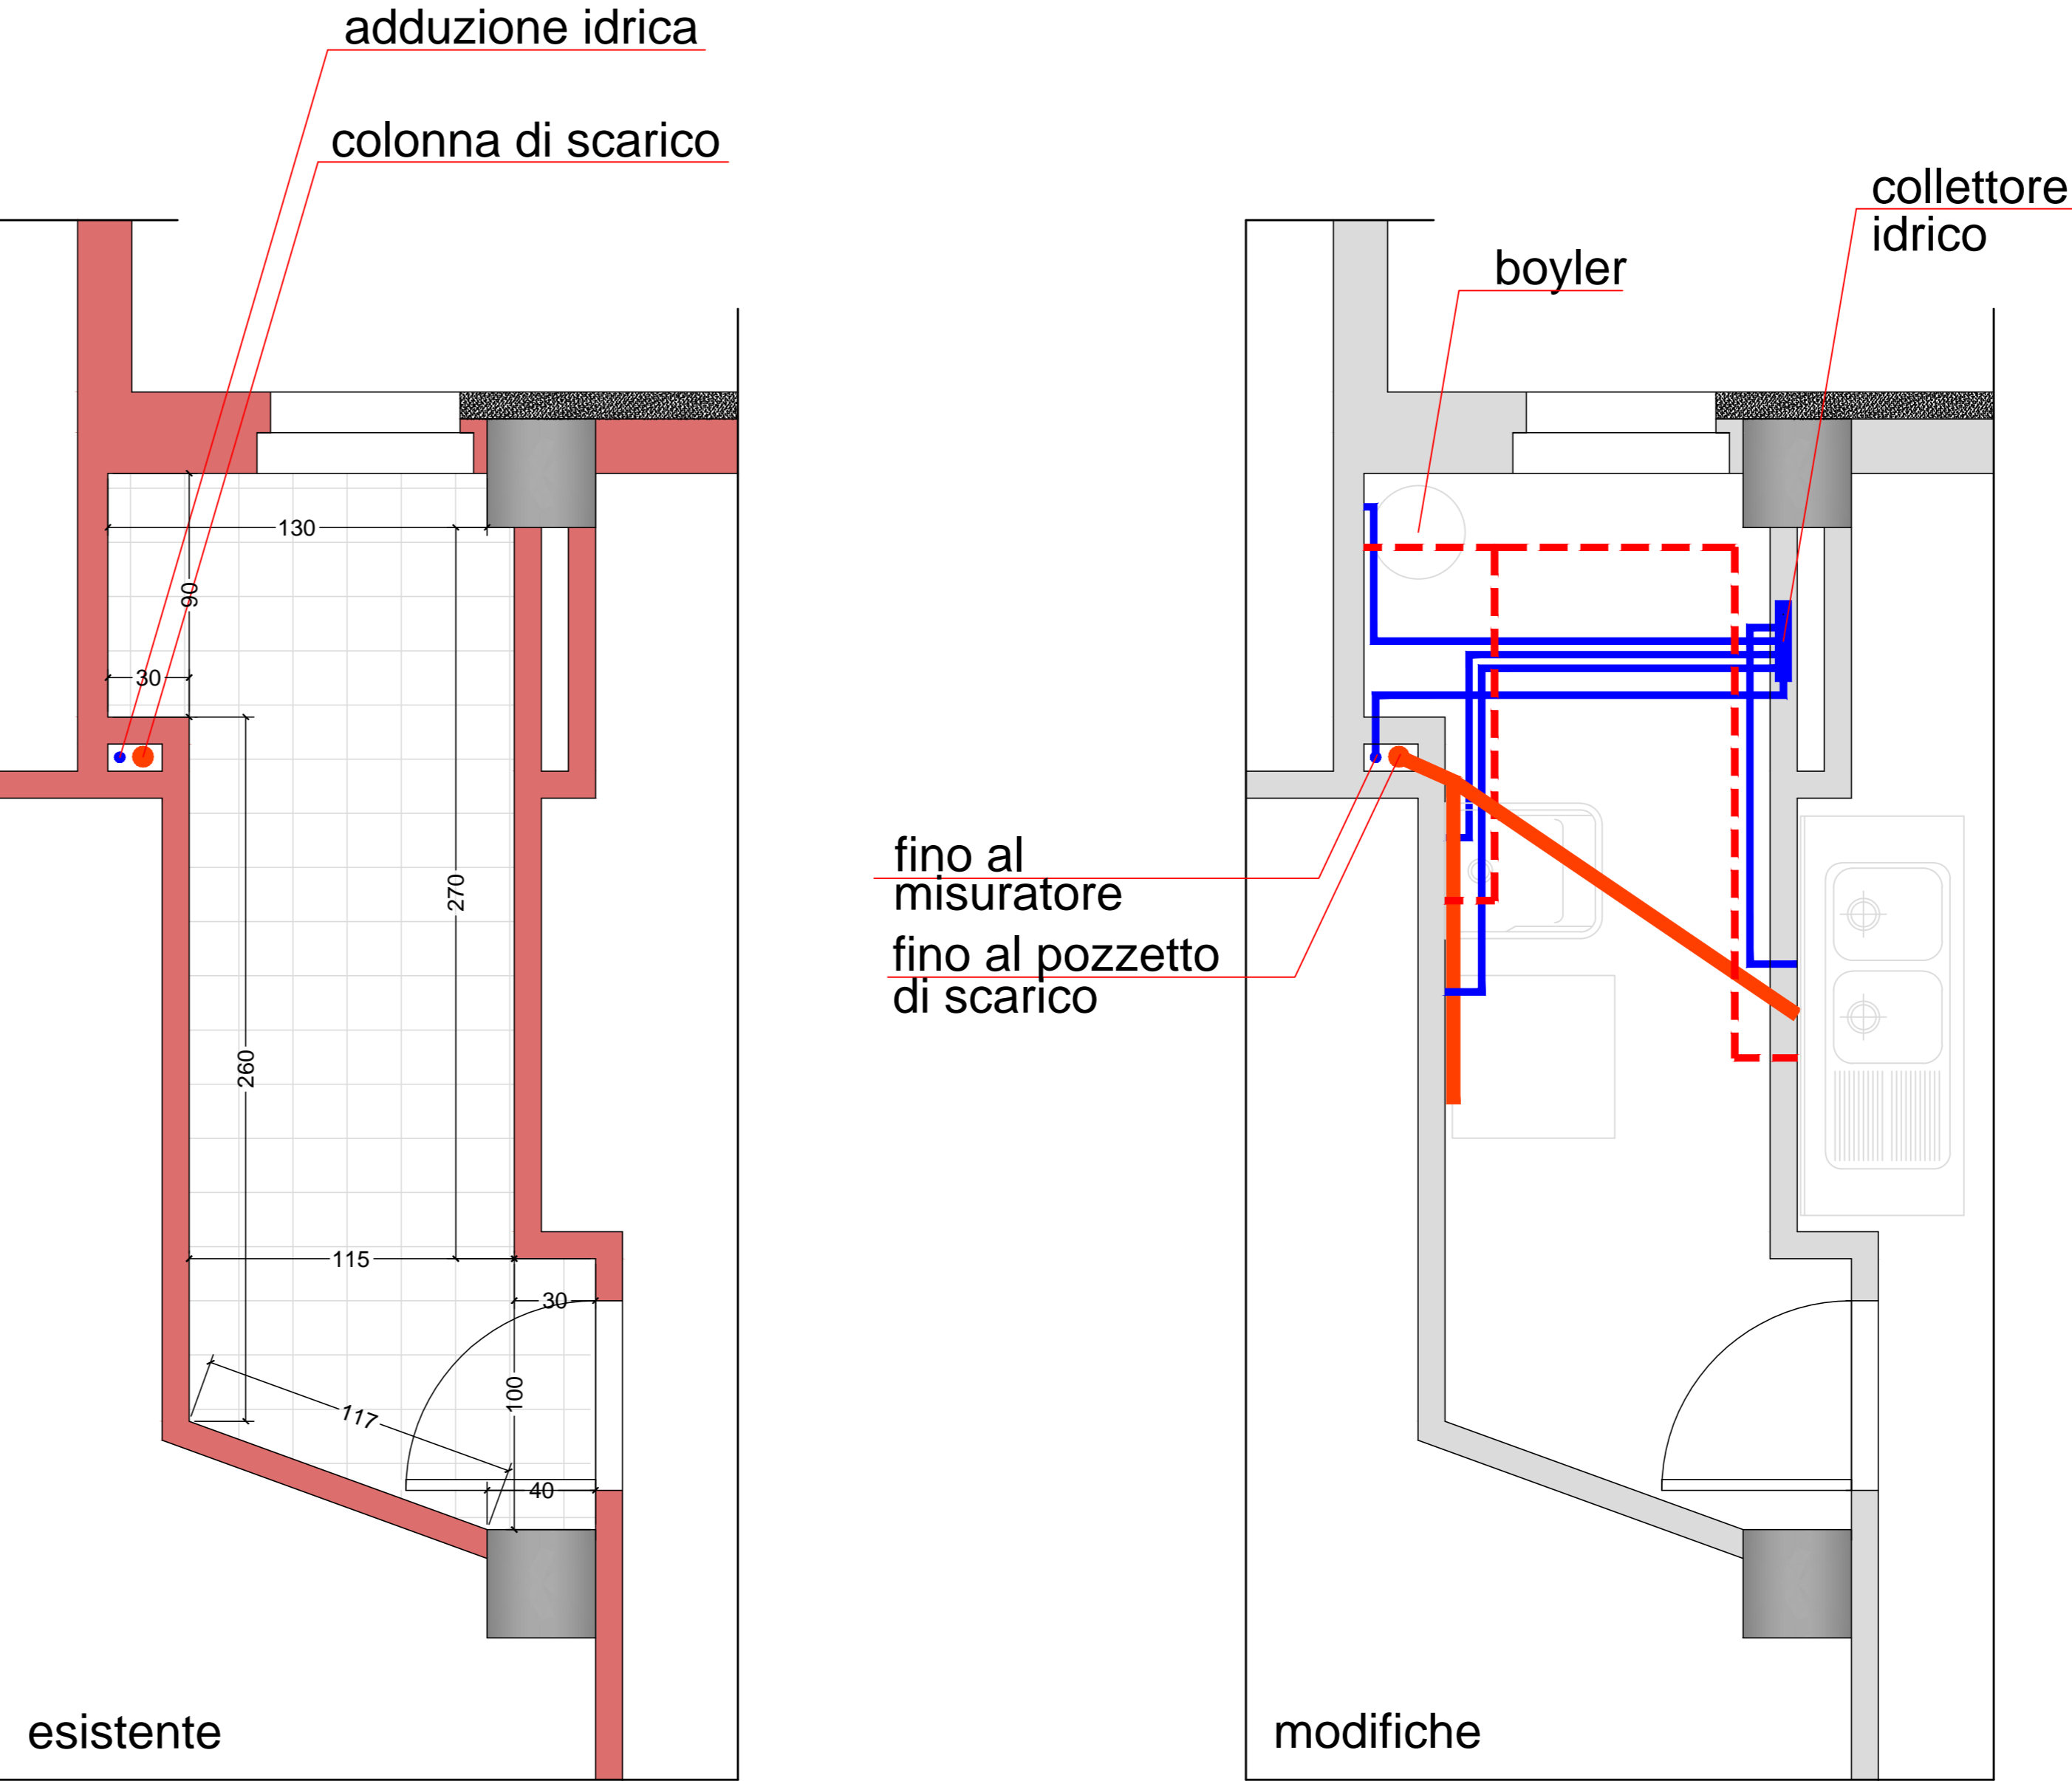 adduzione idrica
colonna di scarico
collettore
idrico
boyler
130
90
30
270
260
115
30
100
117
40
fino al
misuratore
fino al pozzetto
di scarico
esistente
modifiche